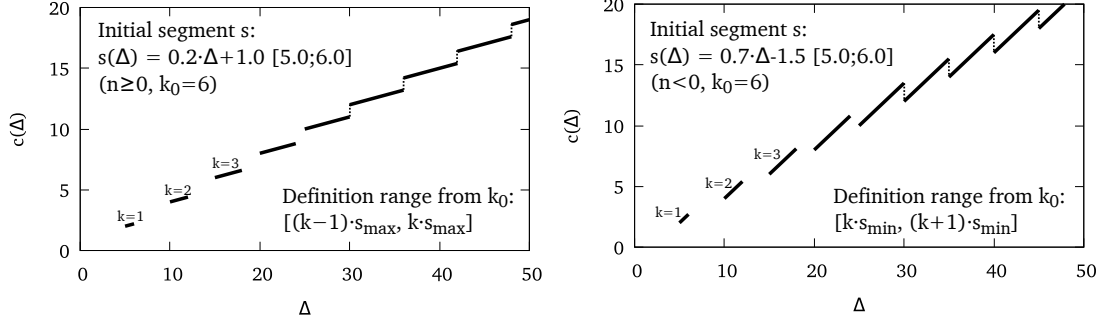 20
15
10
5
0
c(Δ)
Initial segment s:
s(Δ) = 0.2·Δ+1.0 [5.0;6.0]
(n≥0, k₀=6)
k=3
k=2
k=1
Definition range from k₀:
[(k−1)·sₘₐₓ, k·sₘₐₓ]
0 10 20 30 40 50
Δ
20
15
10
5
0
c(Δ)
Initial segment s:
s(Δ) = 0.7·Δ-1.5 [5.0;6.0]
(n<0, k₀=6)
k=3
k=2
k=1
Definition range from k₀:
[k·sₘᵢₙ, (k+1)·sₘᵢₙ]
0 10 20 30 40 50
Δ